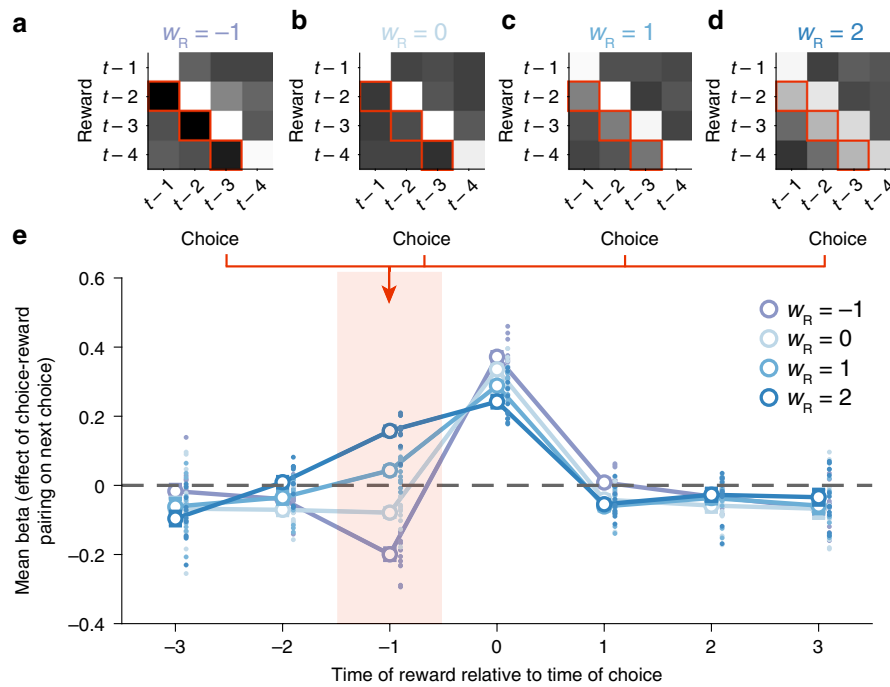 a
w_R = −1
b
w_R = 0
c
w_R = 1
d
w_R = 2
Reward
t − 1
t − 2
t − 3
t − 4
t − 1
t − 2
t − 3
t − 4
Choice
Reward
t − 1
t − 2
t − 3
t − 4
t − 1
t − 2
t − 3
t − 4
Choice
Reward
t − 1
t − 2
t − 3
t − 4
t − 1
t − 2
t − 3
t − 4
Choice
Reward
t − 1
t − 2
t − 3
t − 4
t − 1
t − 2
t − 3
t − 4
Choice
e
Mean beta (effect of choice-reward
pairing on next choice)
0.6
0.4
0.2
0
−0.2
−0.4
w_R = −1
w_R = 0
w_R = 1
w_R = 2
−3
−2
−1
0
1
2
3
Time of reward relative to time of choice